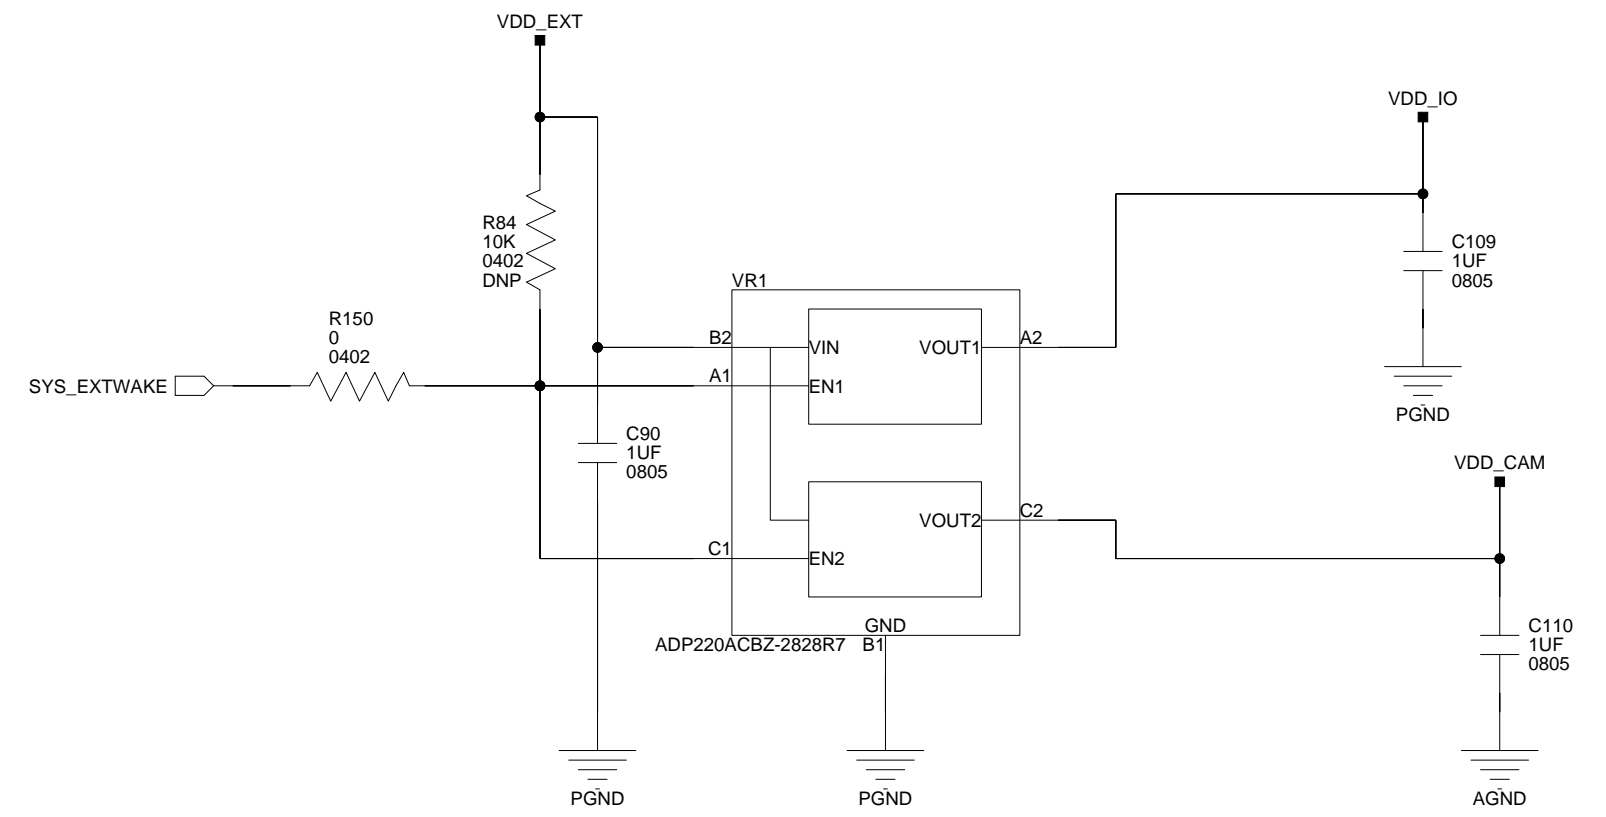 VDD_EXT
VDD_IO
R84
10K
0402
DNP
C109
1UF
0805
VR1
R150
0
0402
B2
VIN
VOUT1
A2
SYS_EXTWAKE
A1
EN1
PGND
C90
1UF
0805
VDD_CAM
VOUT2
C2
C1
EN2
GND
ADP220ACBZ-2828R7
B1
C110
1UF
0805
PGND
PGND
AGND